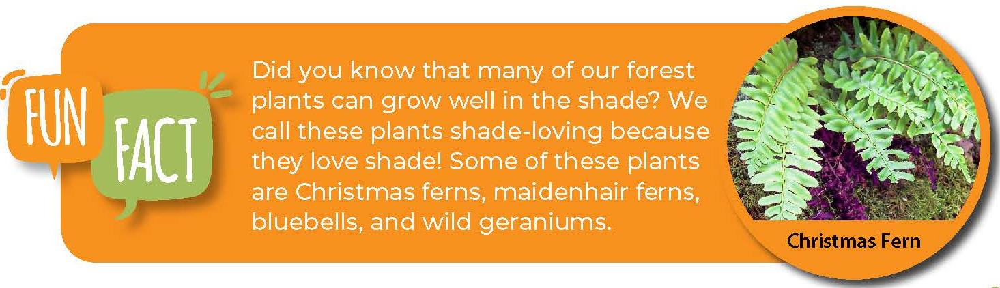 FUN
FACT
Did you know that many of our forest
plants can grow well in the shade? We
call these plants shade-loving because
they love shade! Some of these plants
are Christmas ferns, maidenhair ferns,
bluebells, and wild geraniums.
Christmas Fern